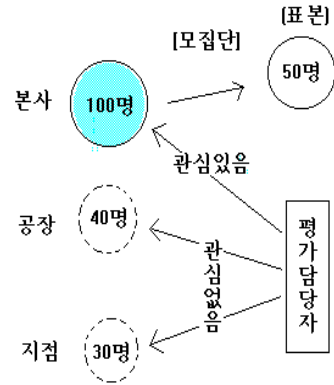 [표본]
[모집단]
50명
본사
100명
관심있음
공장
40명
평가담당자
관심없음
지점
30명